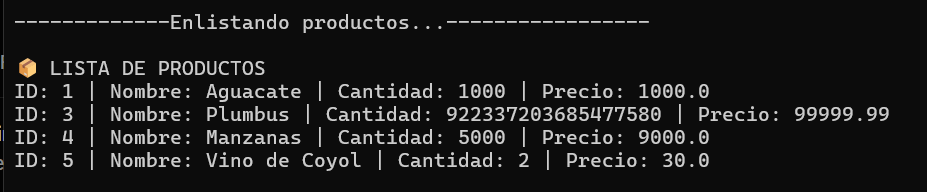 -------------Enlistando productos...-----------------
📦 LISTA DE PRODUCTOS
ID: 1 | Nombre: Aguacate | Cantidad: 1000 | Precio: 1000.0
ID: 3 | Nombre: Plumbus | Cantidad: 922337203685477580 | Precio: 99999.99
ID: 4 | Nombre: Manzanas | Cantidad: 5000 | Precio: 9000.0
ID: 5 | Nombre: Vino de Coyol | Cantidad: 2 | Precio: 30.0